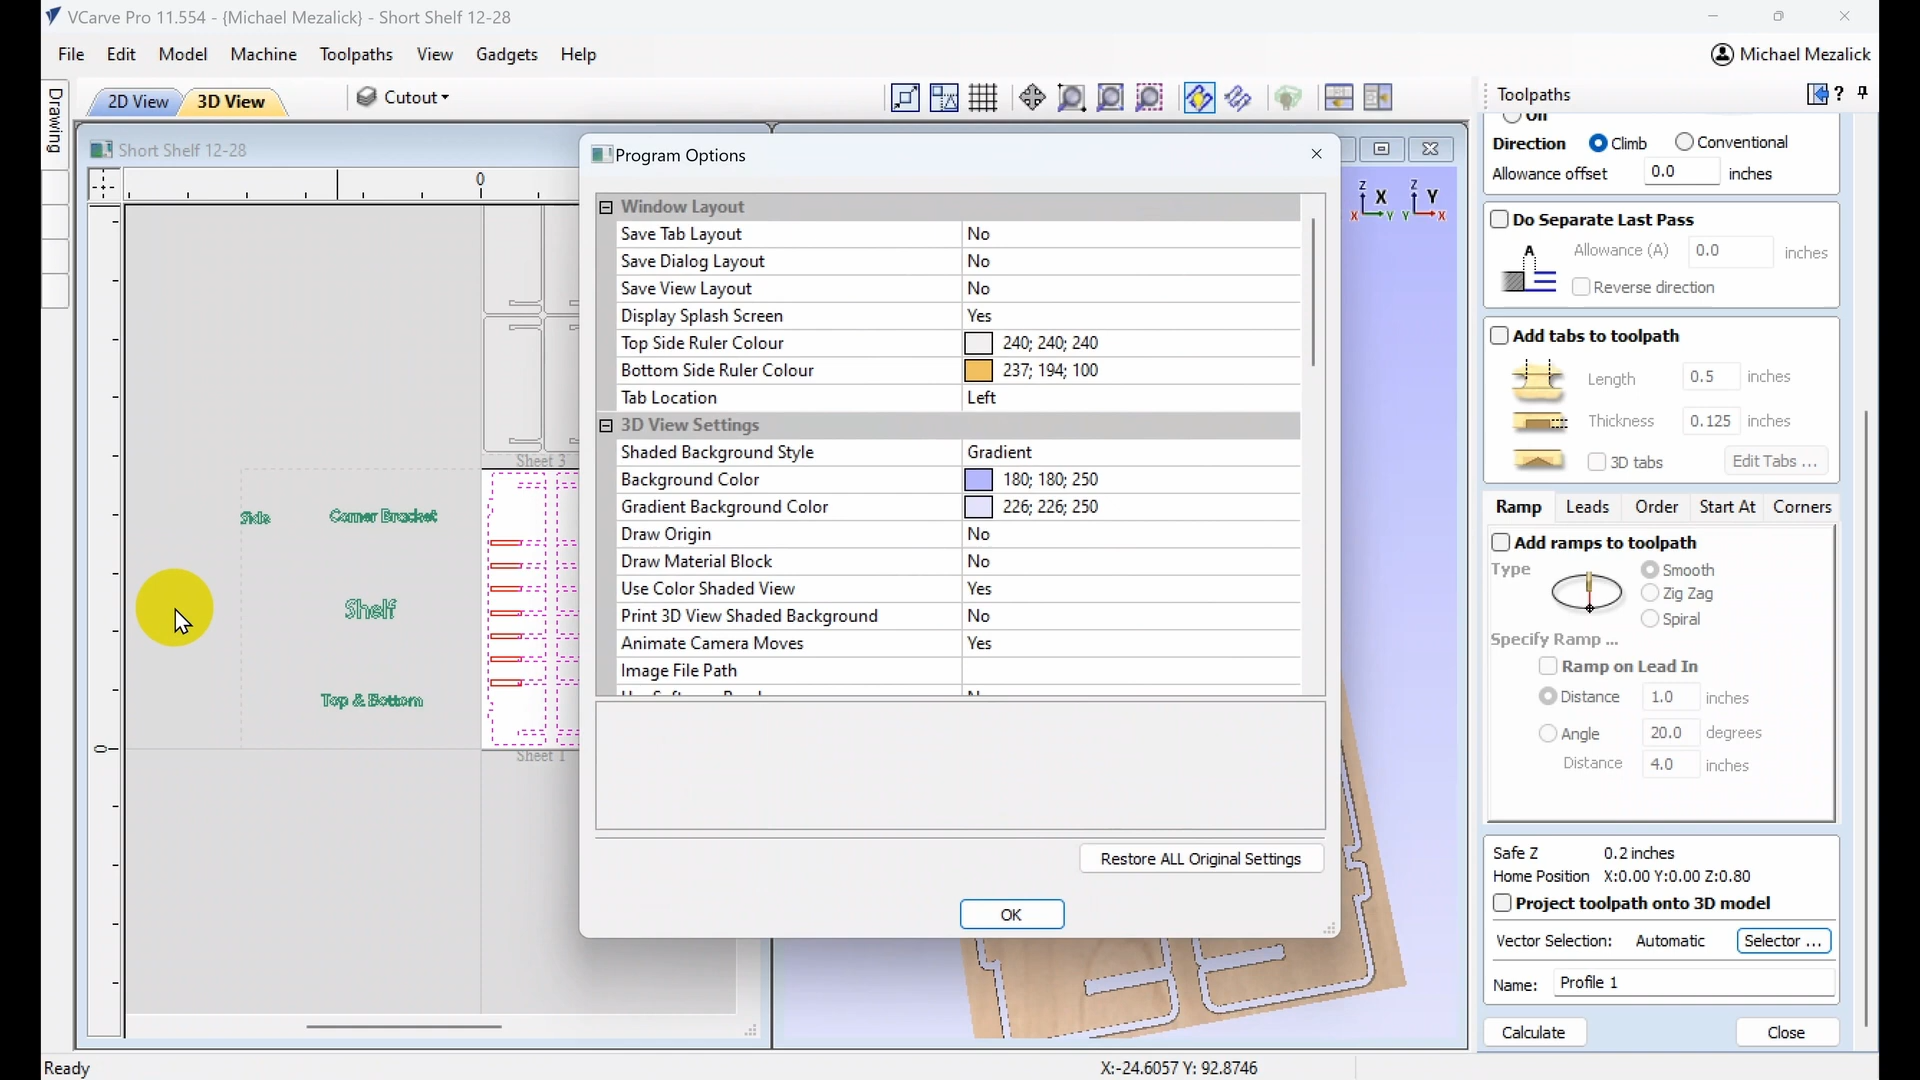 VCarve Pro 11.554 - {Michael Mezalick} - Short Shelf 12-28
File Edit Model Machine Toolpaths View Gadgets Help
Michael Mezalick
Drawing
2D View 3D View Cutout
Short Shelf 12-28
0
0
Sheet 3
Side
Corner Bracket
Shelf
Top & Bottom
Sheet 1
Program Options
Window Layout
Save Tab Layout No
Save Dialog Layout No
Save View Layout No
Display Splash Screen Yes
Top Side Ruler Colour 240; 240; 240
Bottom Side Ruler Colour 237; 194; 100
Tab Location Left
3D View Settings
Shaded Background Style Gradient
Background Color 180; 180; 250
Gradient Background Color 226; 226; 250
Draw Origin No
Draw Material Block No
Use Color Shaded View Yes
Print 3D View Shaded Background No
Animate Camera Moves Yes
Image File Path
Restore ALL Original Settings
OK
Z X X Y
Z Y Y X
Toolpaths ?
Direction Climb Conventional
Allowance offset 0.0 inches
Do Separate Last Pass
A
Allowance (A) 0.0 inches
Reverse direction
Add tabs to toolpath
Length 0.5 inches
Thickness 0.125 inches
3D tabs Edit Tabs ...
Ramp Leads Order Start At Corners
Add ramps to toolpath
Type Smooth
Zig Zag
Spiral
Specify Ramp ...
Ramp on Lead In
Distance 1.0 inches
Angle 20.0 degrees
Distance 4.0 inches
Safe Z 0.2 inches
Home Position X:0.00 Y:0.00 Z:0.80
Project toolpath onto 3D model
Vector Selection: Automatic Selector ...
Name: Profile 1
Calculate Close
Ready
X:-24.6057 Y: 92.8746